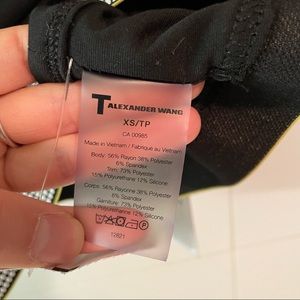 T ALEXANDER WANG
XS/TP
CA 00985
Made in Vietnam / Fabriqué au Vietnam
Body: 56% Rayon 38% Polyester
6% Spandex
Trim: 73% Polyester
15% Polyurethane 12% Silicone
Corps: 56% Rayonne 38% Polyester
6% Spandex
Garniture: 73% Polyester
15% Polyurethanne 12% Silicone
12821